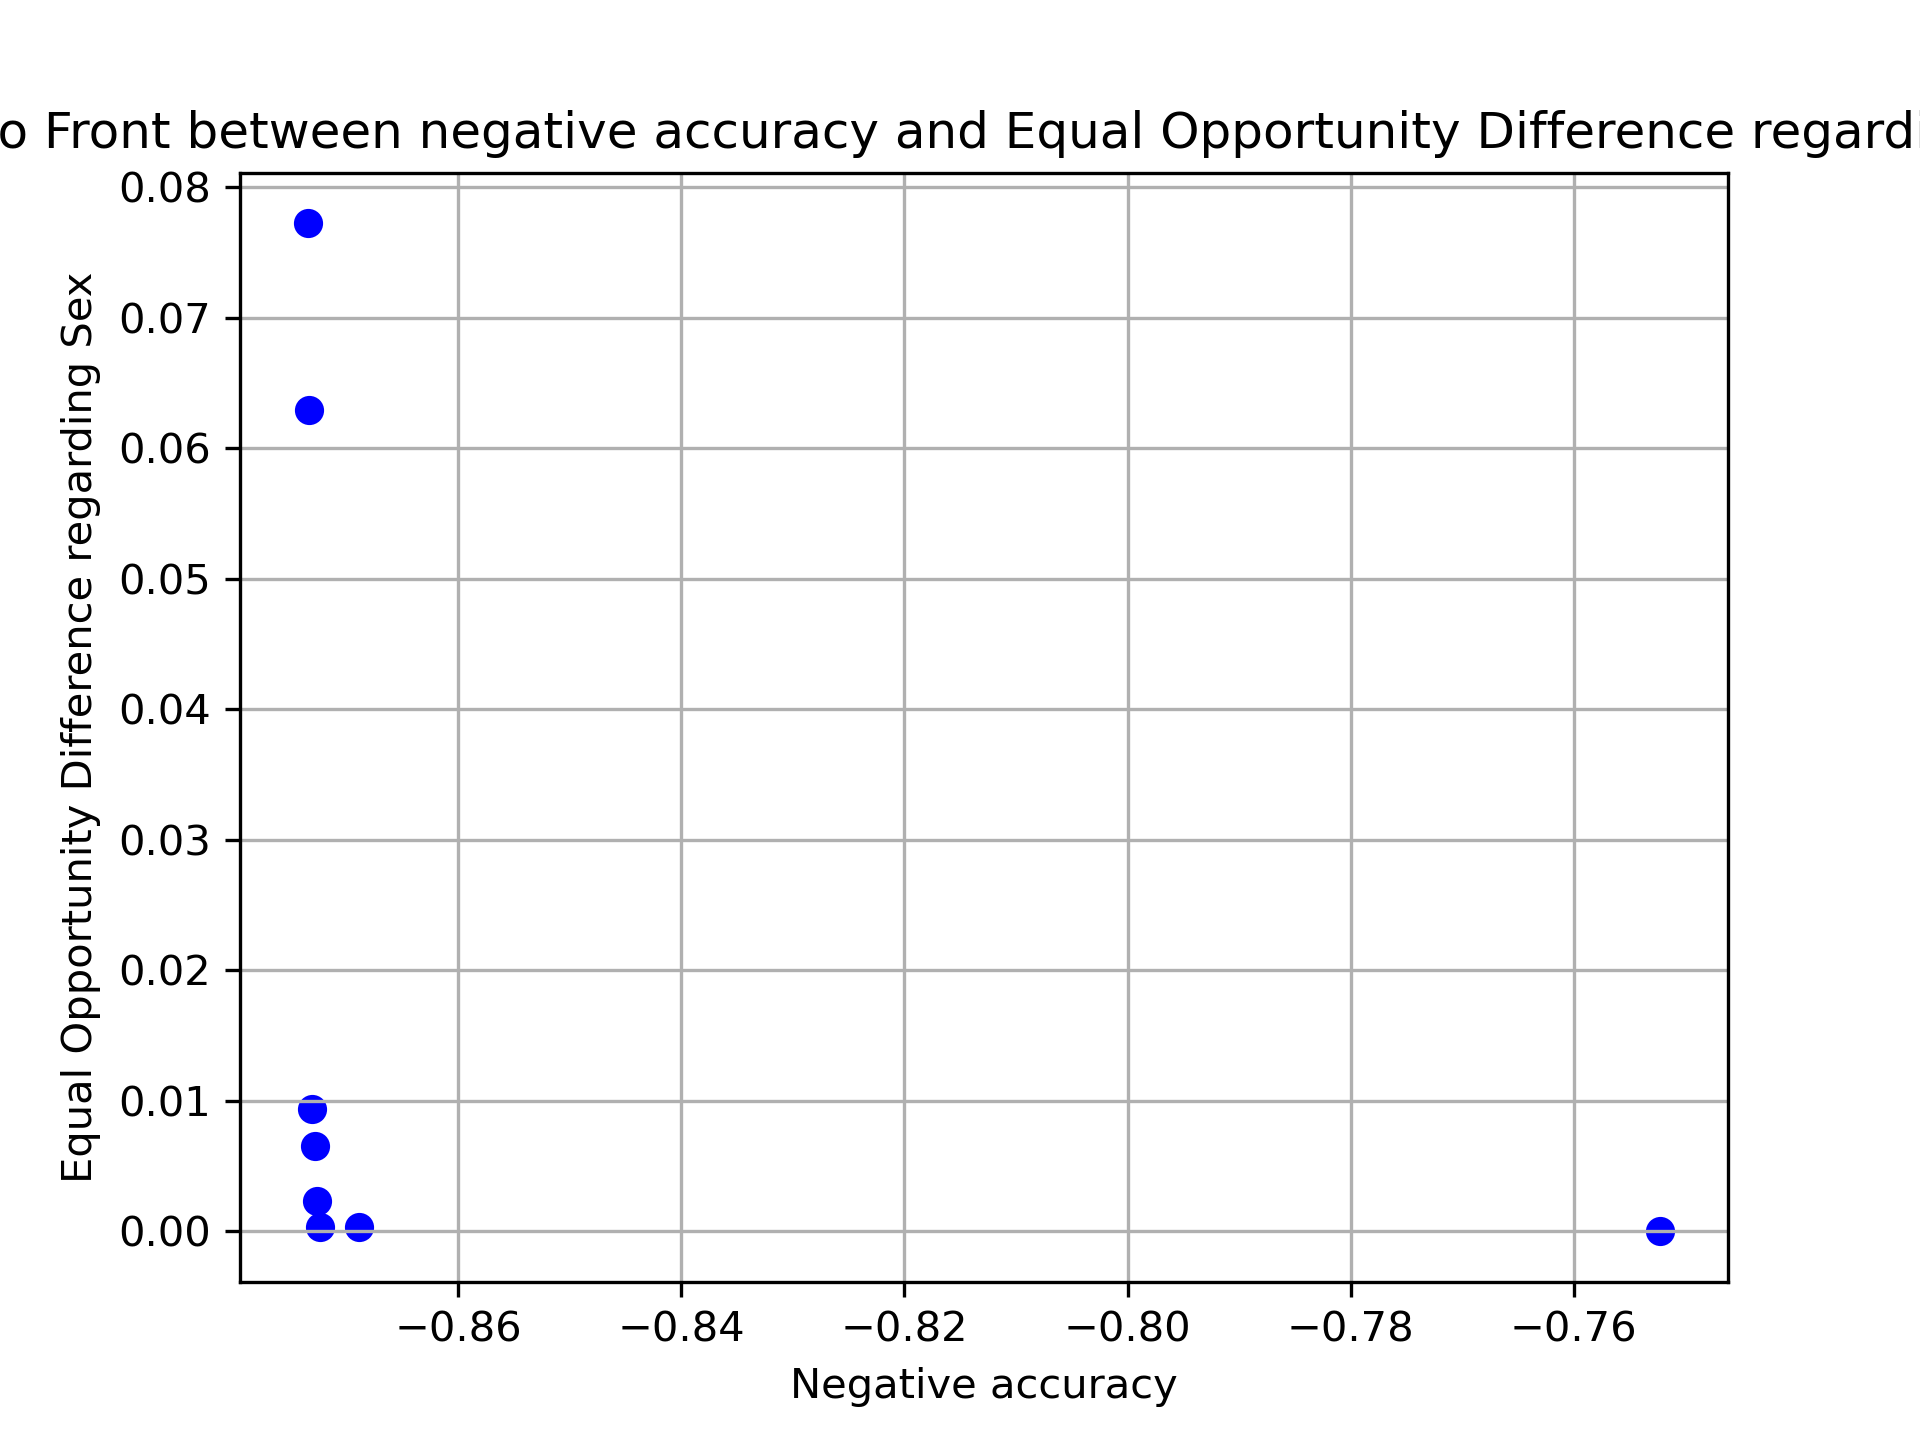 o Front between negative accuracy and Equal Opportunity Difference regardi
Equal Opportunity Difference regarding Sex
0.08
0.07
0.06
0.05
0.04
0.03
0.02
0.01
0.00
−0.86 −0.84 −0.82 −0.80 −0.78 −0.76
Negative accuracy